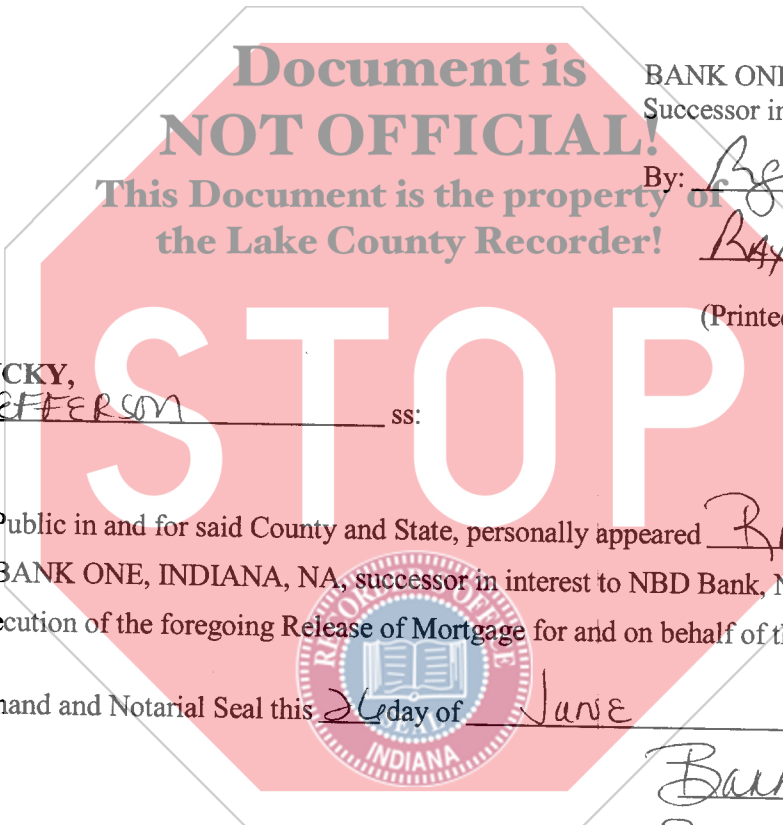 Document is
BANK ONE
NOT OFFICIAL!
Successor in
This Document is the property of
By:
the Lake County Recorder!
(Printed
STOP
CKY,
EFFERSON ss:
Public in and for said County and State, personally appeared
BANK ONE, INDIANA, NA, successor in interest to NBD Bank, N
ecution of the foregoing Release of Mortgage for and on behalf of th
hand and Notarial Seal this 26 day of June
RECORDER'S OFFICE
SEAL
INDIANA